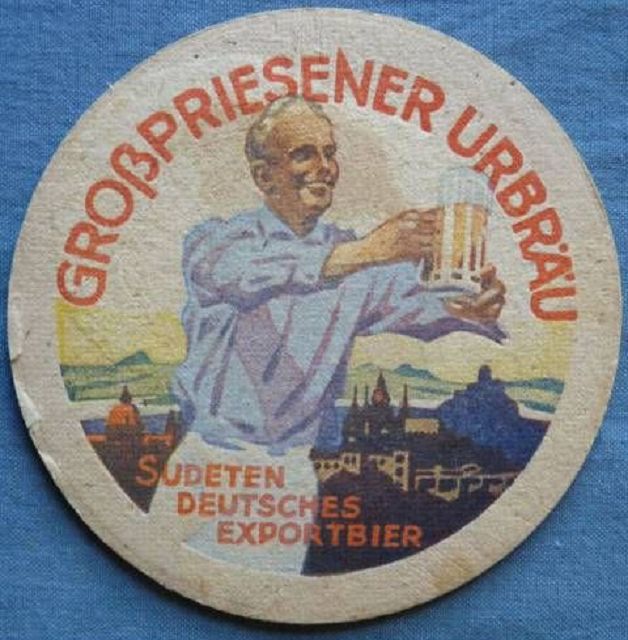 GROßPRIESENER URBRÄU
SUDETEN
DEUTSCHES
EXPORTBIER